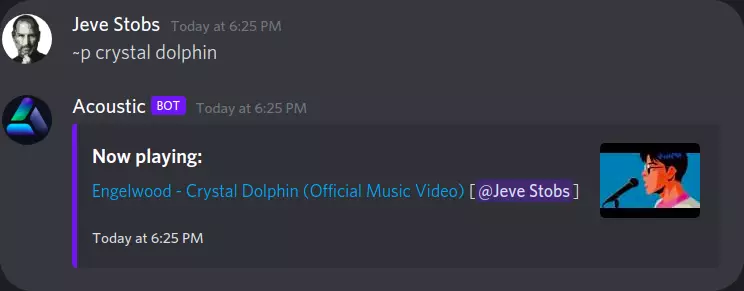 Jeve Stobs Today at 6:25 PM
~p crystal dolphin
Acoustic BOT Today at 6:25 PM
Now playing:
Engelwood - Crystal Dolphin (Official Music Video) [@Jeve Stobs]
Today at 6:25 PM